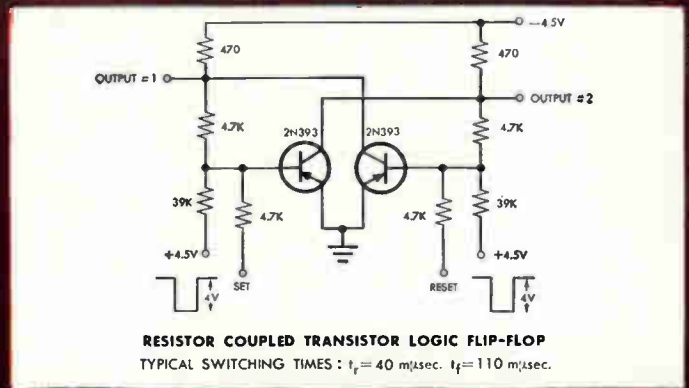 —4.5V
470
470
OUTPUT #1
OUTPUT #2
4.7K
2N393
2N393
4.7K
39K
4.7K
4.7K
39K
+4.5V
+4.5V
SET
RESET
4V
4V
RESISTOR COUPLED TRANSISTOR LOGIC FLIP-FLOP
TYPICAL SWITCHING TIMES : tr = 40 mμsec. tf = 110 mμsec.